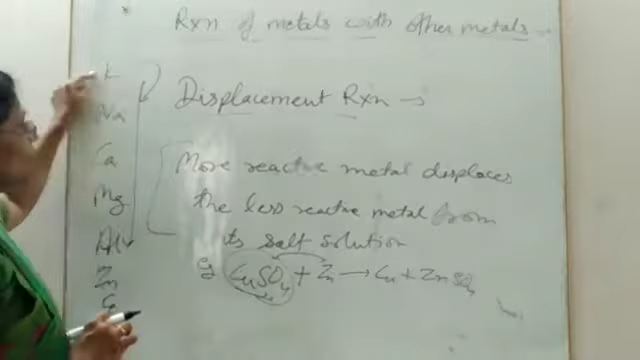 * Rxn of metals with other metals -
K
Na
Ca
Mg
Al
Zn
Displacement Rxn →
More reactive metal displaces
the less reactive metal from
its salt solution
eg CuSO4 + Zn → Cu + ZnSO4